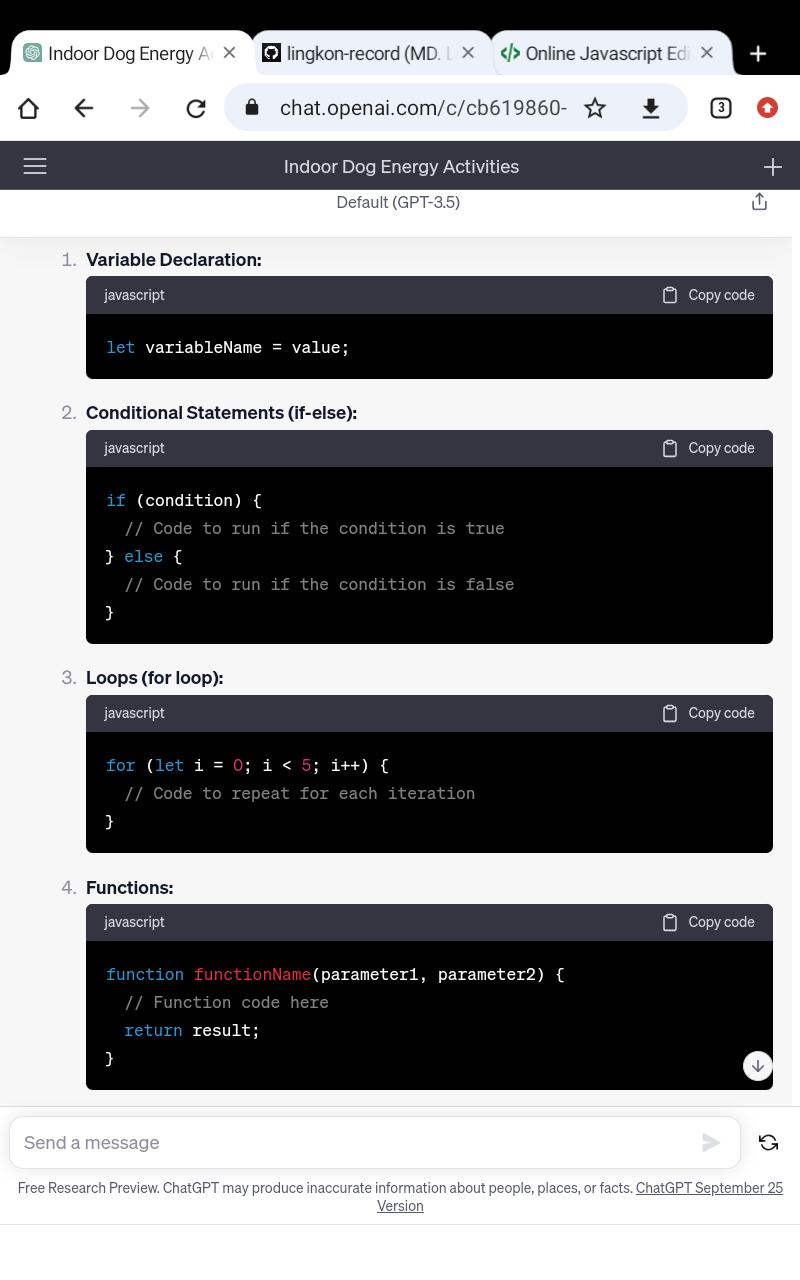 Indoor Dog Energy A
lingkon-record (MD.
Online Javascript Edi
chat.openai.com/c/cb619860-
3
Indoor Dog Energy Activities
Default (GPT-3.5)
1. Variable Declaration:
javascript Copy code
let variableName = value;
2. Conditional Statements (if-else):
javascript Copy code
if (condition) {
// Code to run if the condition is true
} else {
// Code to run if the condition is false
}
3. Loops (for loop):
javascript Copy code
for (let i = 0; i < 5; i++) {
// Code to repeat for each iteration
}
4. Functions:
javascript Copy code
function functionName(parameter1, parameter2) {
// Function code here
return result;
}
Send a message
Free Research Preview. ChatGPT may produce inaccurate information about people, places, or facts. ChatGPT September 25
Version